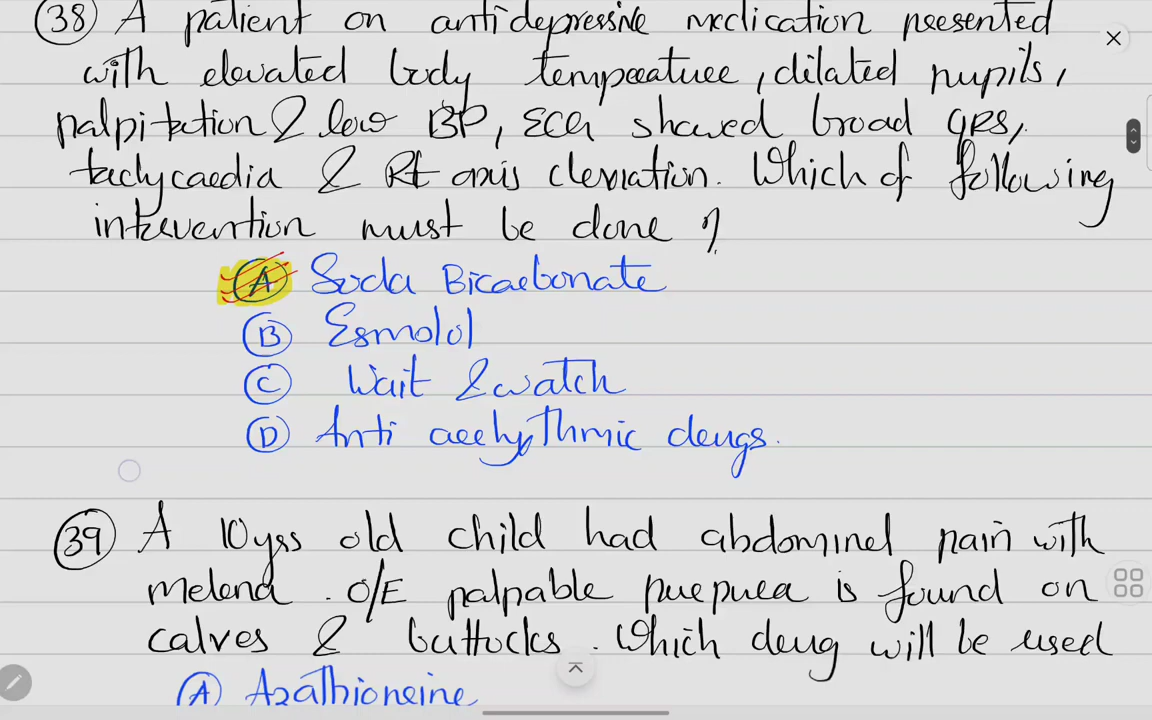 38 A patient on antidepressive medication presented
with elevated body temperature, dilated pupils,
palpitation & low BP, ECG showed broad QRS,
tachycardia & Rt axis deviation. Which of following
intervention must be done ?
A Soda Bicarbonate
B Esmolol
C Wait & watch
D Anti arrhythmic drugs.
39 A 10yrs old child had abdominal pain with
melena. O/E palpable purpura is found on
calves & buttocks. Which drug will be used
A Azathioprine